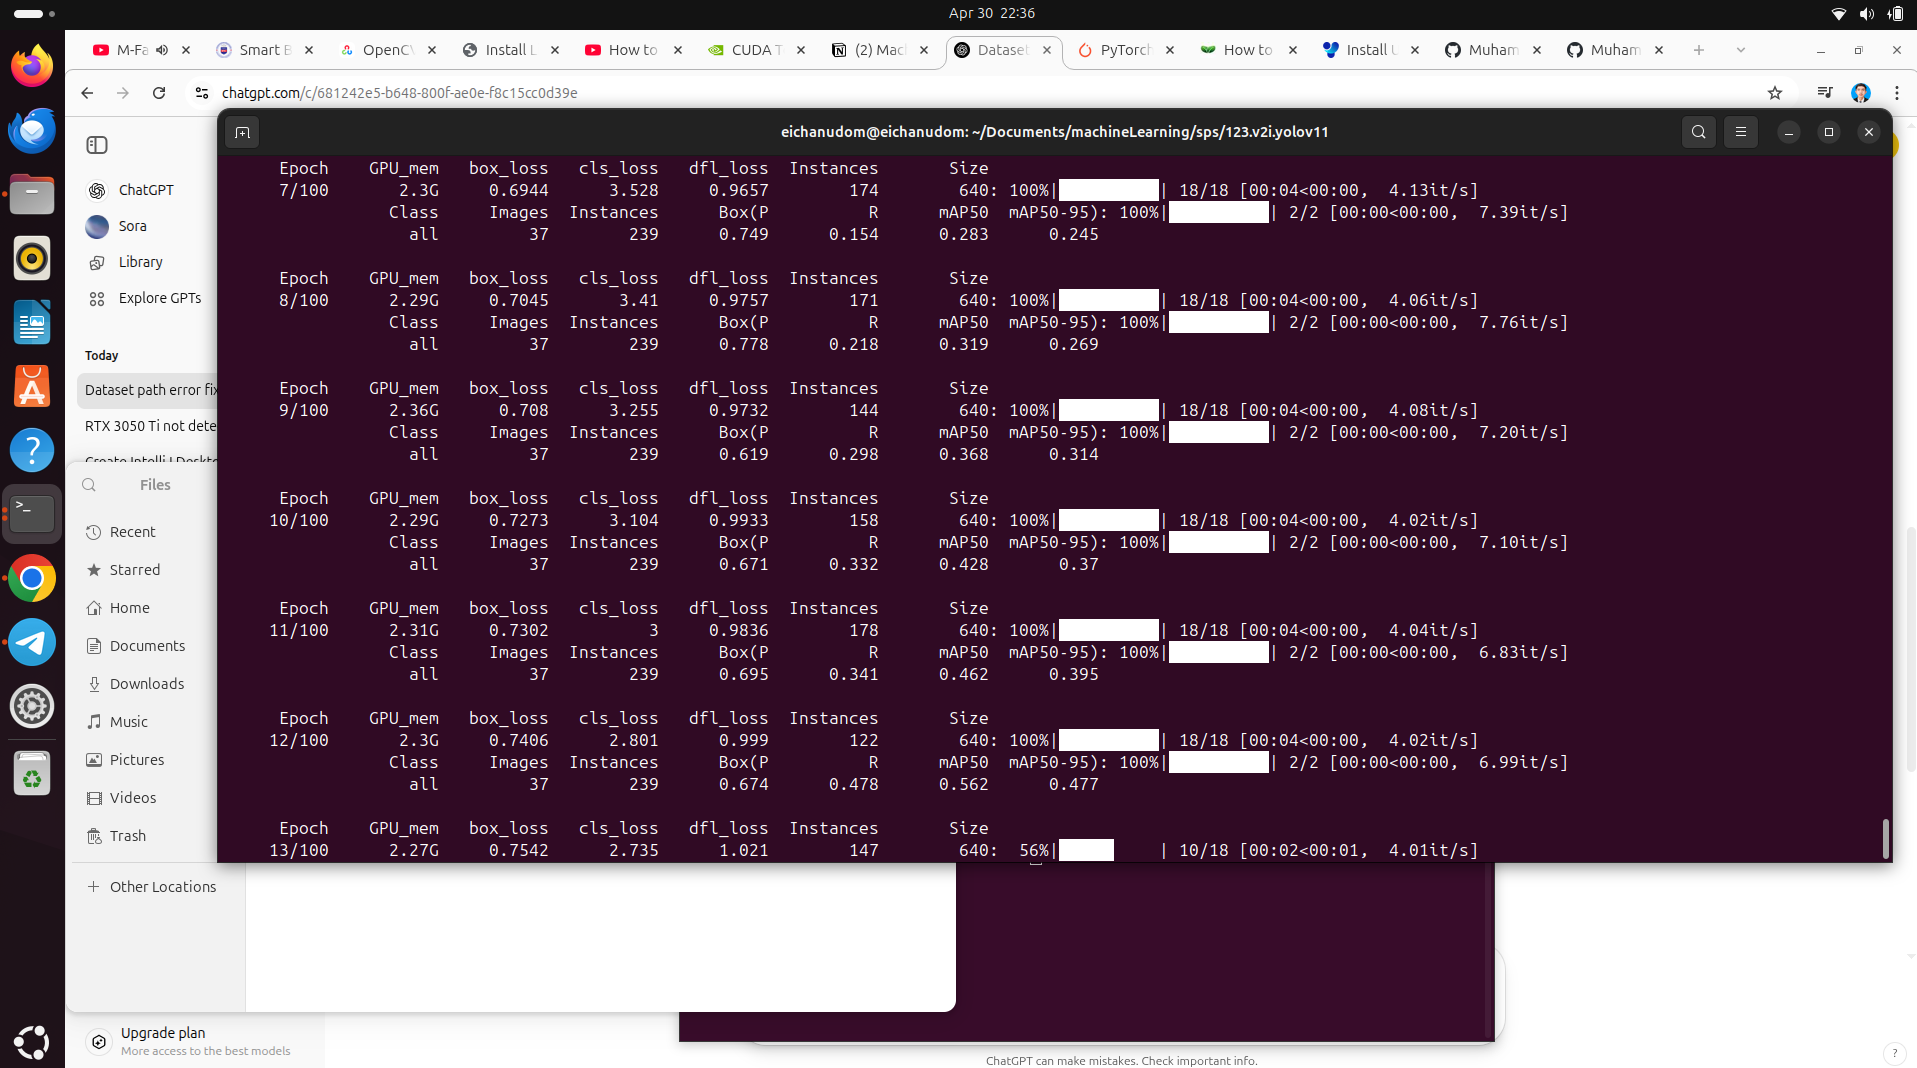 Apr 30 22:36
M-Fa
Smart B
OpenCV
Install L
How to
CUDA T
(2) Mac
Dataset
PyTorch
How to
Install U
Muham
Muham
chatgpt.com/c/681242e5-b648-800f-ae0e-f8c15cc0d39e
eichanudom@eichanudom: ~/Documents/machineLearning/sps/123.v2i.yolov11
ChatGPT
Sora
Library
Explore GPTs
Today
Dataset path error fix
RTX 3050 Ti not dete
Create IntelliJ Deskto
Files
Recent
Starred
Home
Documents
Downloads
Music
Pictures
Videos
Trash
Other Locations
Upgrade plan
More access to the best models
Epoch GPU_mem box_loss cls_loss dfl_loss Instances Size
7/100 2.3G 0.6944 3.528 0.9657 174 640: 100%| | 18/18 [00:04<00:00, 4.13it/s]
Class Images Instances Box(P R mAP50 mAP50-95): 100%| | 2/2 [00:00<00:00, 7.39it/s]
all 37 239 0.749 0.154 0.283 0.245
Epoch GPU_mem box_loss cls_loss dfl_loss Instances Size
8/100 2.29G 0.7045 3.41 0.9757 171 640: 100%| | 18/18 [00:04<00:00, 4.06it/s]
Class Images Instances Box(P R mAP50 mAP50-95): 100%| | 2/2 [00:00<00:00, 7.76it/s]
all 37 239 0.778 0.218 0.319 0.269
Epoch GPU_mem box_loss cls_loss dfl_loss Instances Size
9/100 2.36G 0.708 3.255 0.9732 144 640: 100%| | 18/18 [00:04<00:00, 4.08it/s]
Class Images Instances Box(P R mAP50 mAP50-95): 100%| | 2/2 [00:00<00:00, 7.20it/s]
all 37 239 0.619 0.298 0.368 0.314
Epoch GPU_mem box_loss cls_loss dfl_loss Instances Size
10/100 2.29G 0.7273 3.104 0.9933 158 640: 100%| | 18/18 [00:04<00:00, 4.02it/s]
Class Images Instances Box(P R mAP50 mAP50-95): 100%| | 2/2 [00:00<00:00, 7.10it/s]
all 37 239 0.671 0.332 0.428 0.37
Epoch GPU_mem box_loss cls_loss dfl_loss Instances Size
11/100 2.31G 0.7302 3 0.9836 178 640: 100%| | 18/18 [00:04<00:00, 4.04it/s]
Class Images Instances Box(P R mAP50 mAP50-95): 100%| | 2/2 [00:00<00:00, 6.83it/s]
all 37 239 0.695 0.341 0.462 0.395
Epoch GPU_mem box_loss cls_loss dfl_loss Instances Size
12/100 2.3G 0.7406 2.801 0.999 122 640: 100%| | 18/18 [00:04<00:00, 4.02it/s]
Class Images Instances Box(P R mAP50 mAP50-95): 100%| | 2/2 [00:00<00:00, 6.99it/s]
all 37 239 0.674 0.478 0.562 0.477
Epoch GPU_mem box_loss cls_loss dfl_loss Instances Size
13/100 2.27G 0.7542 2.735 1.021 147 640: 56%| | 10/18 [00:02<00:01, 4.01it/s]
ChatGPT can make mistakes. Check important info.
?